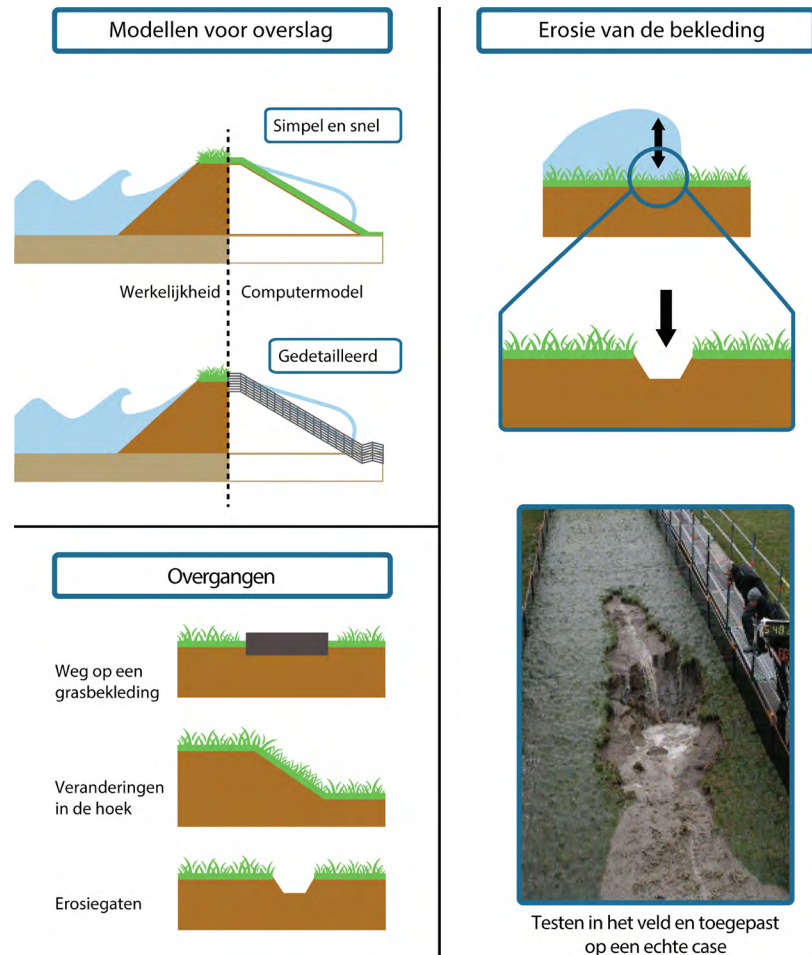 Modellen voor overslag
Simpel en snel
Werkelijkheid
Computermodel
Gedetailleerd
Overgangen
Weg op een
grasbekleding
Veranderingen
in de hoek
Erosiegaten
Erosie van de bekleding
Testen in het veld en toegepast
op een echte case